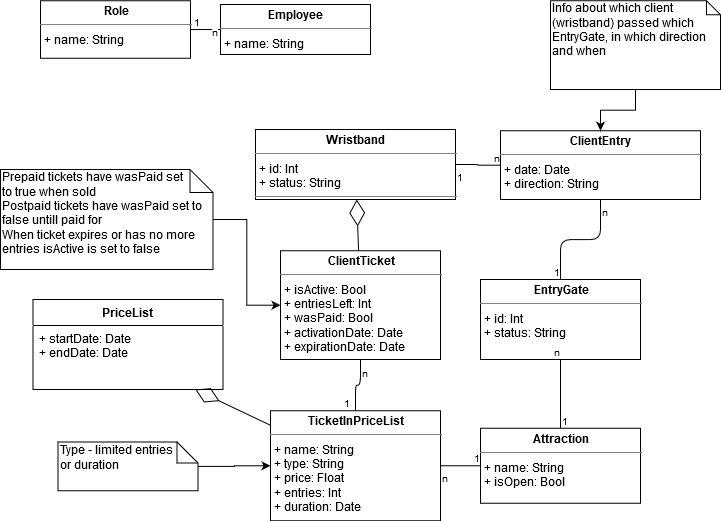 Role
+ name: String
1
n
Employee
+ name: String
Info about which client
(wristband) passed which
EntryGate, in which direction
and when
Wristband
+ id: Int
+ status: String
1
n
ClientEntry
+ date: Date
+ direction: String
n
1
Prepaid tickets have wasPaid set
to true when sold
Postpaid tickets have wasPaid set to
false untill paid for
When ticket expires or has no more
entries isActive is set to false
ClientTicket
+ isActive: Bool
+ entriesLeft: Int
+ wasPaid: Bool
+ activationDate: Date
+ expirationDate: Date
n
1
EntryGate
+ id: Int
+ status: String
n
1
PriceList
+ startDate: Date
+ endDate: Date
TicketInPriceList
+ name: String
+ type: String
+ price: Float
+ entries: Int
+ duration: Date
n
1
Attraction
+ name: String
+ isOpen: Bool
Type - limited entries
or duration